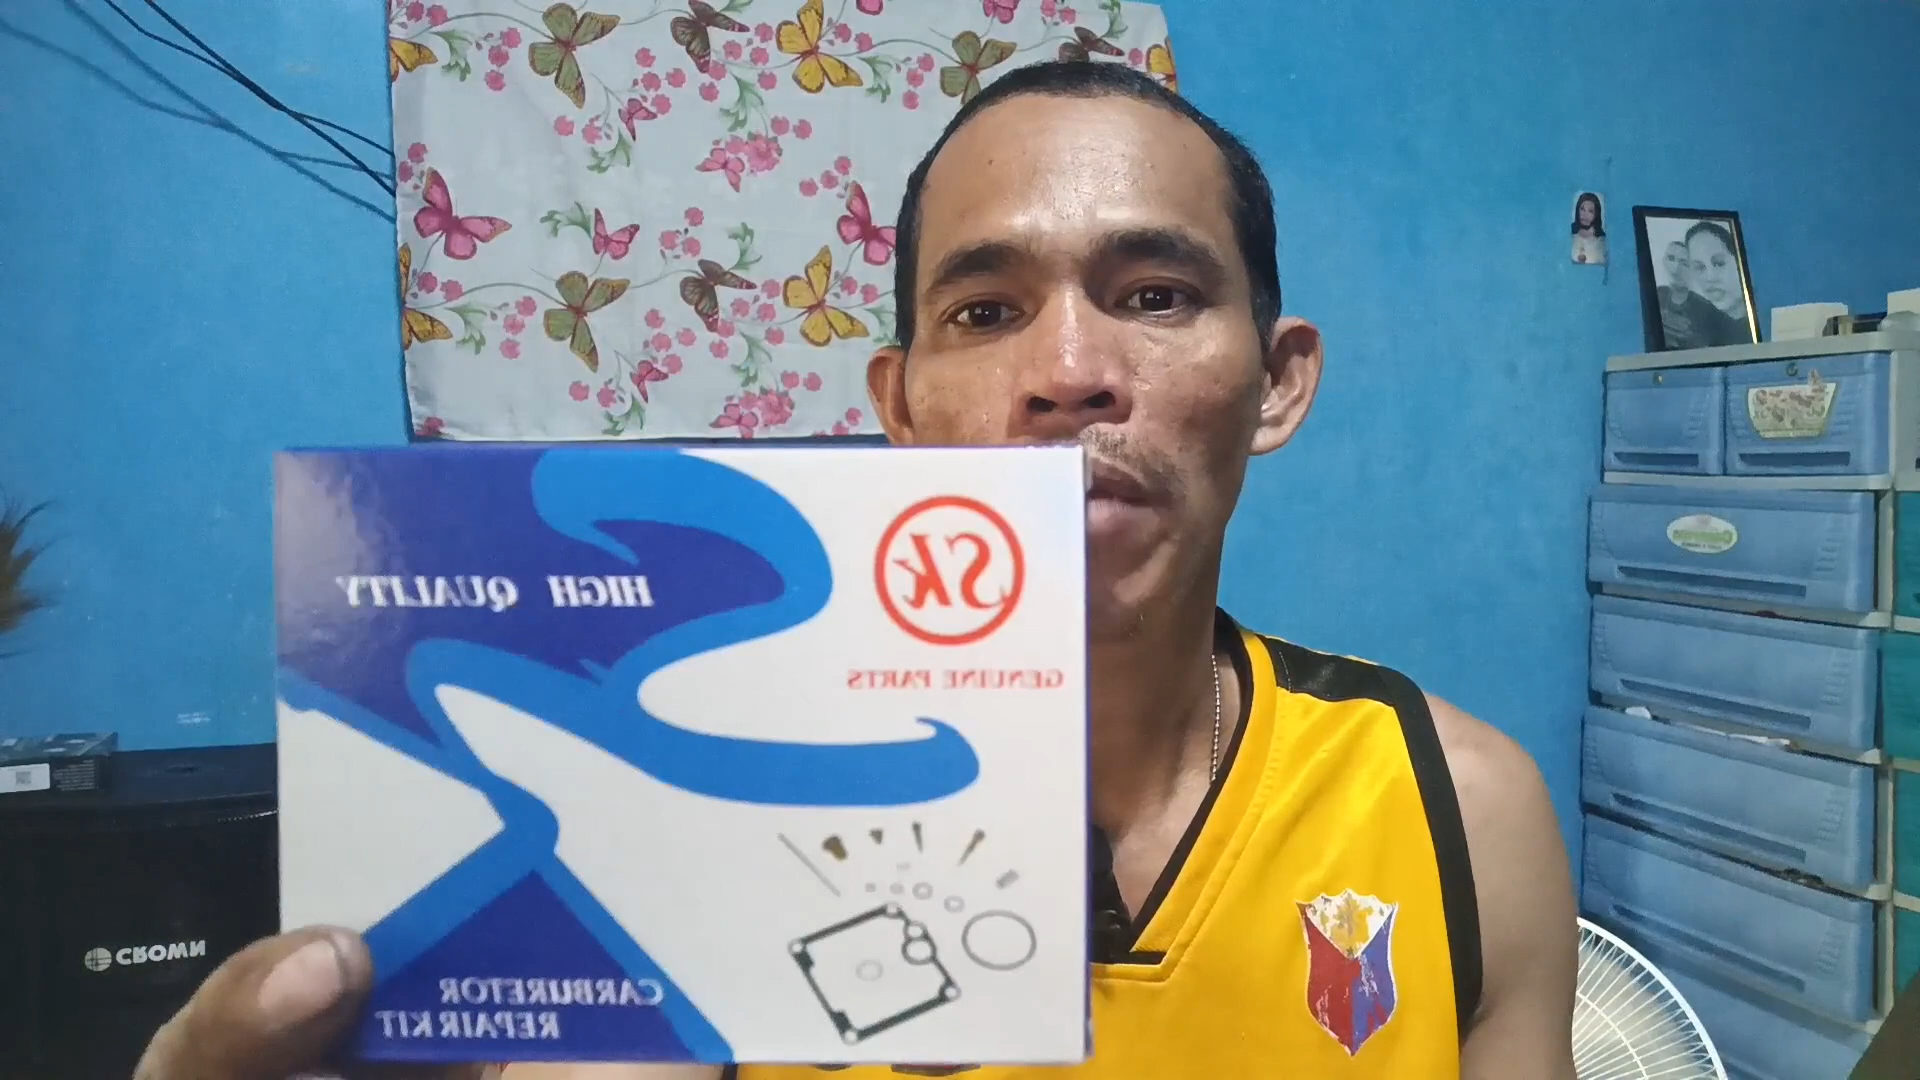 HIGH QUALITY
Sk
GENUINE PARTS
CARBURETOR
REPAIR KIT
CROWN